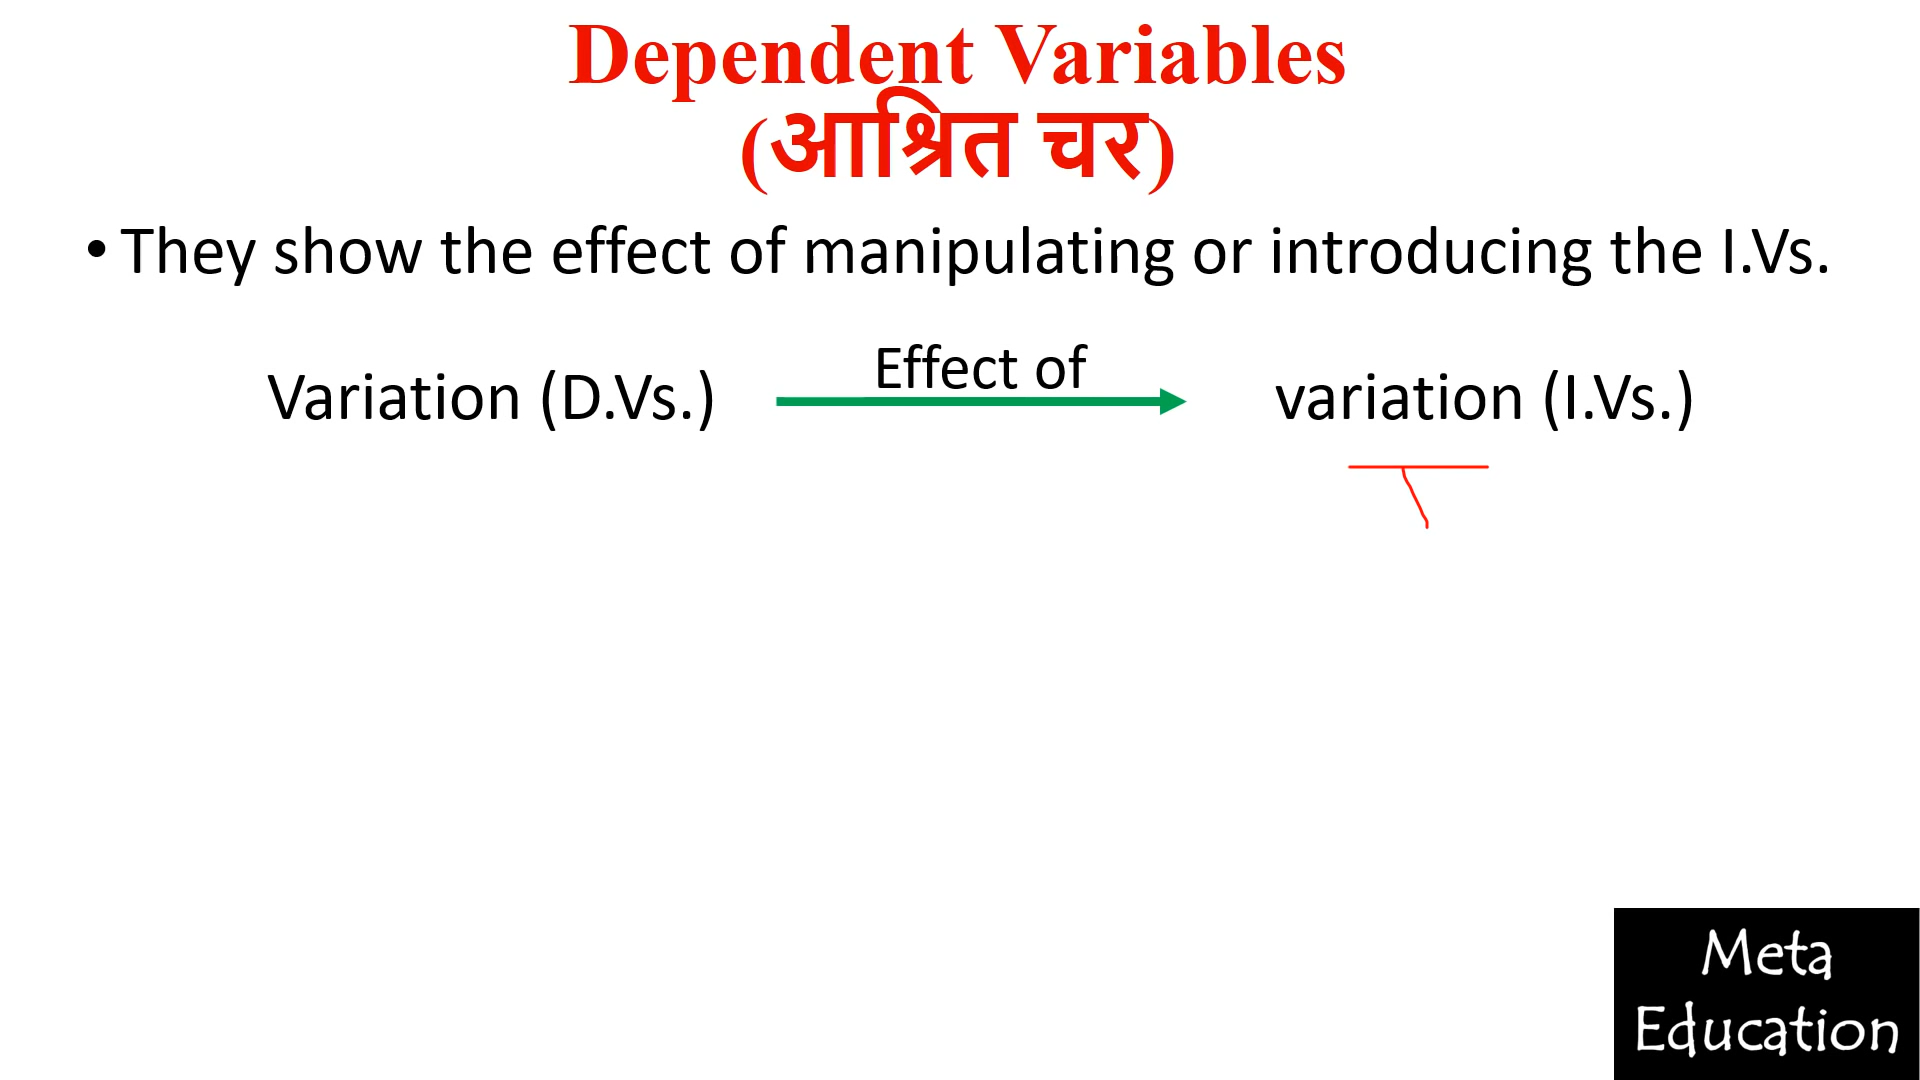 Dependent Variables
(आश्रित चर)
• They show the effect of manipulating or introducing the I.Vs.
Effect of
Variation (D.Vs.) variation (I.Vs.)
Meta
Education